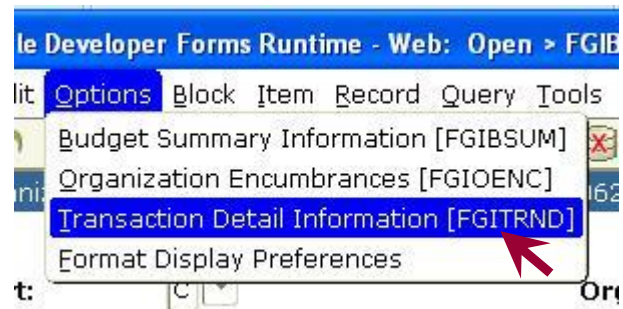 le Developer Forms Runtime - Web: Open > FGIB
lit Options Block Item Record Query Tools
Budget Summary Information [FGIBSUM]
Organization Encumbrances [FGIOENC]
Transaction Detail Information [FGITRND]
Format Display Preferences
t: C Org